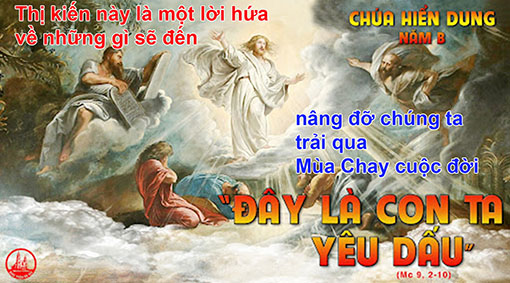 Thị kiến này là một lời hứa
về những gì sẽ đến
CHÚA HIỂN DUNG
NĂM B
nâng đỡ chúng ta
trải qua
Mùa Chay cuộc đời
"ĐÂY LÀ CON TA
YÊU DẤU"
(Mc 9, 2-10)